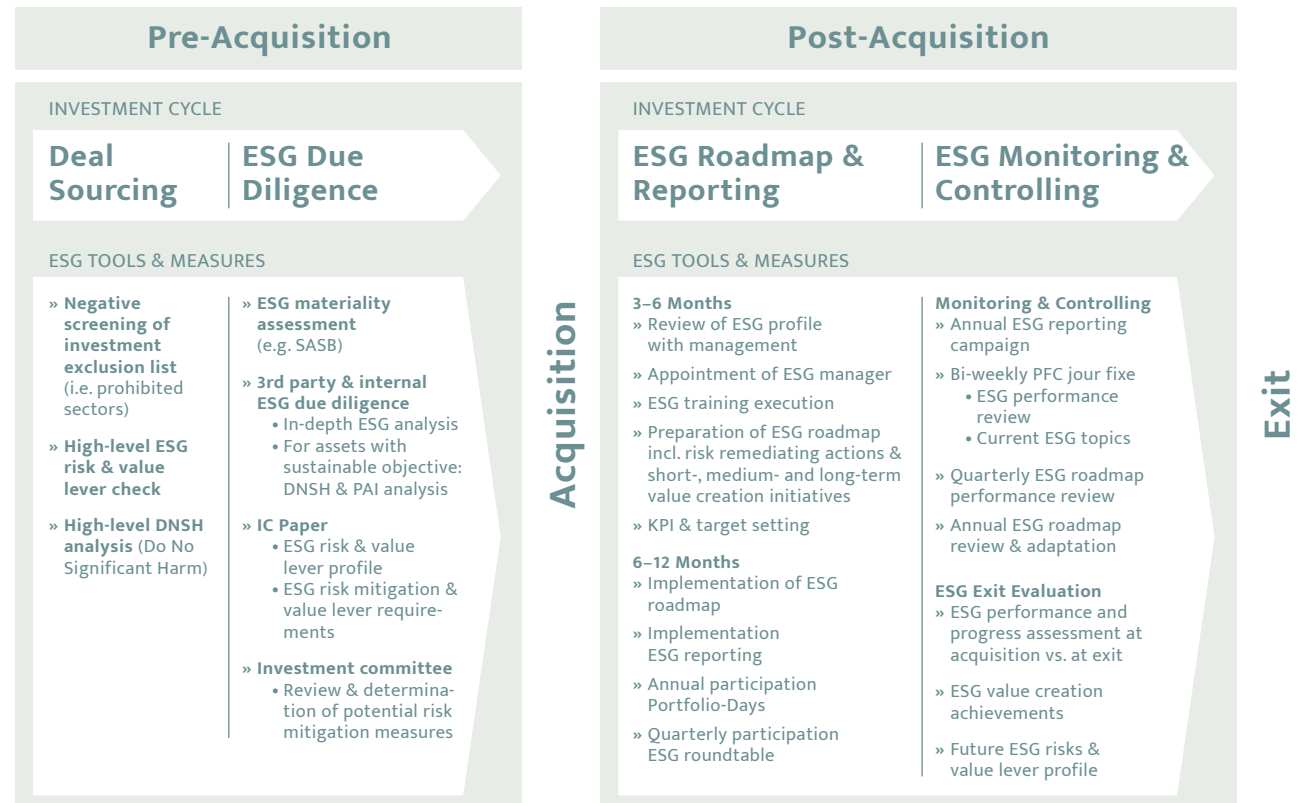 Pre-Acquisition
INVESTMENT CYCLE
Deal
Sourcing
ESG Due
Diligence
ESG TOOLS & MEASURES
» Negative
screening of
investment
exclusion list
(i.e. prohibited
sectors)
» High-level ESG
risk & value
lever check
» High-level DNSH
analysis (Do No
Significant Harm)
» ESG materiality
assessment
(e.g. SASB)
» 3rd party & internal
ESG due diligence
• In-depth ESG analysis
• For assets with
sustainable objective:
DNSH & PAI analysis
» IC Paper
• ESG risk & value
lever profile
• ESG risk mitigation &
value lever require-
ments
» Investment committee
• Review & determina-
tion of potential risk
mitigation measures
Acquisition
Post-Acquisition
INVESTMENT CYCLE
ESG Roadmap &
Reporting
ESG Monitoring &
Controlling
ESG TOOLS & MEASURES
3–6 Months
» Review of ESG profile
with management
» Appointment of ESG manager
» ESG training execution
» Preparation of ESG roadmap
incl. risk remediating actions &
short-, medium- and long-term
value creation initiatives
» KPI & target setting
6–12 Months
» Implementation of ESG
roadmap
» Implementation
ESG reporting
» Annual participation
Portfolio-Days
» Quarterly participation
ESG roundtable
Monitoring & Controlling
» Annual ESG reporting
campaign
» Bi-weekly PFC jour fixe
• ESG performance
review
• Current ESG topics
» Quarterly ESG roadmap
performance review
» Annual ESG roadmap
review & adaptation
ESG Exit Evaluation
» ESG performance and
progress assessment at
acquisition vs. at exit
» ESG value creation
achievements
» Future ESG risks &
value lever profile
Exit